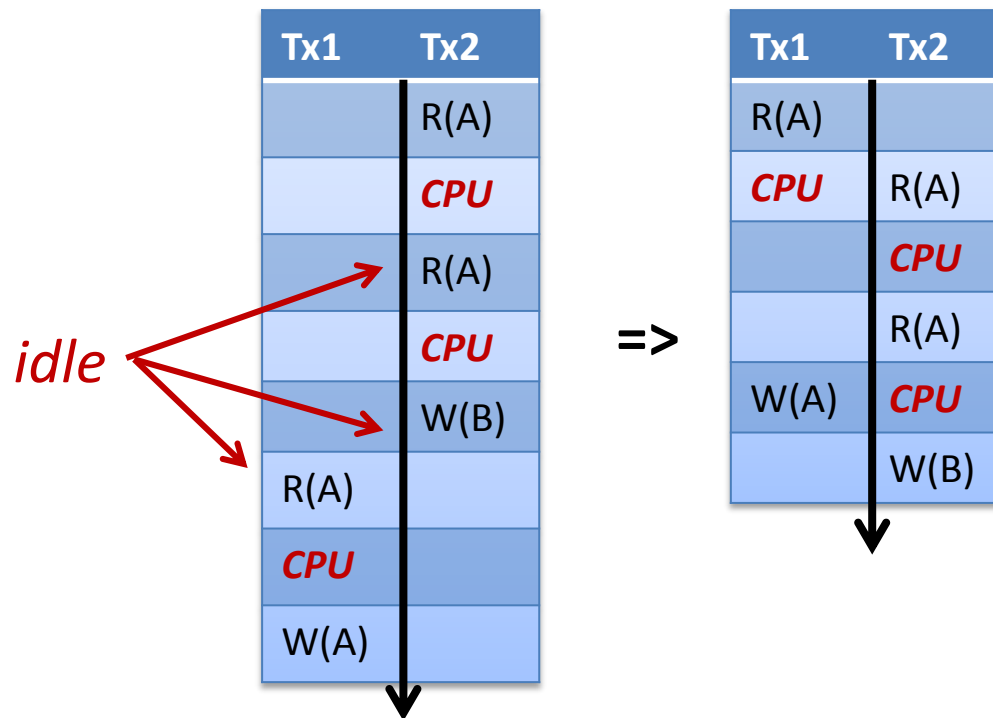 Tx1 Tx2 Tx1 Tx2
R(A) R(A)
CPU CPU R(A)
R(A) CPU
idle CPU => R(A)
W(B) W(A) CPU
R(A) W(B)
CPU
W(A)